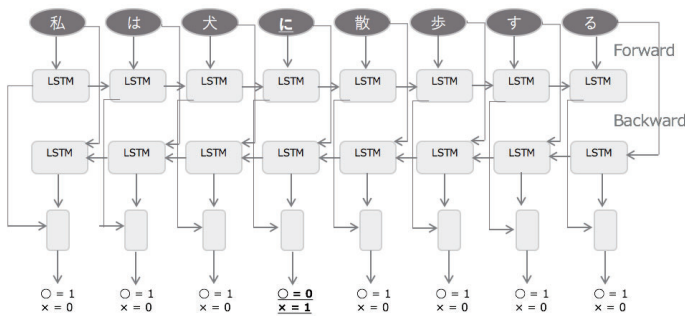 私 は 犬 に 散 歩 す る
Forward
LSTM LSTM LSTM LSTM LSTM LSTM LSTM LSTM
Backward
LSTM LSTM LSTM LSTM LSTM LSTM LSTM LSTM
○ = 1 ○ = 1 ○ = 1 ○ = 0 ○ = 1 ○ = 1 ○ = 1 ○ = 1
× = 0 × = 0 × = 0 × = 1 × = 0 × = 0 × = 0 × = 0